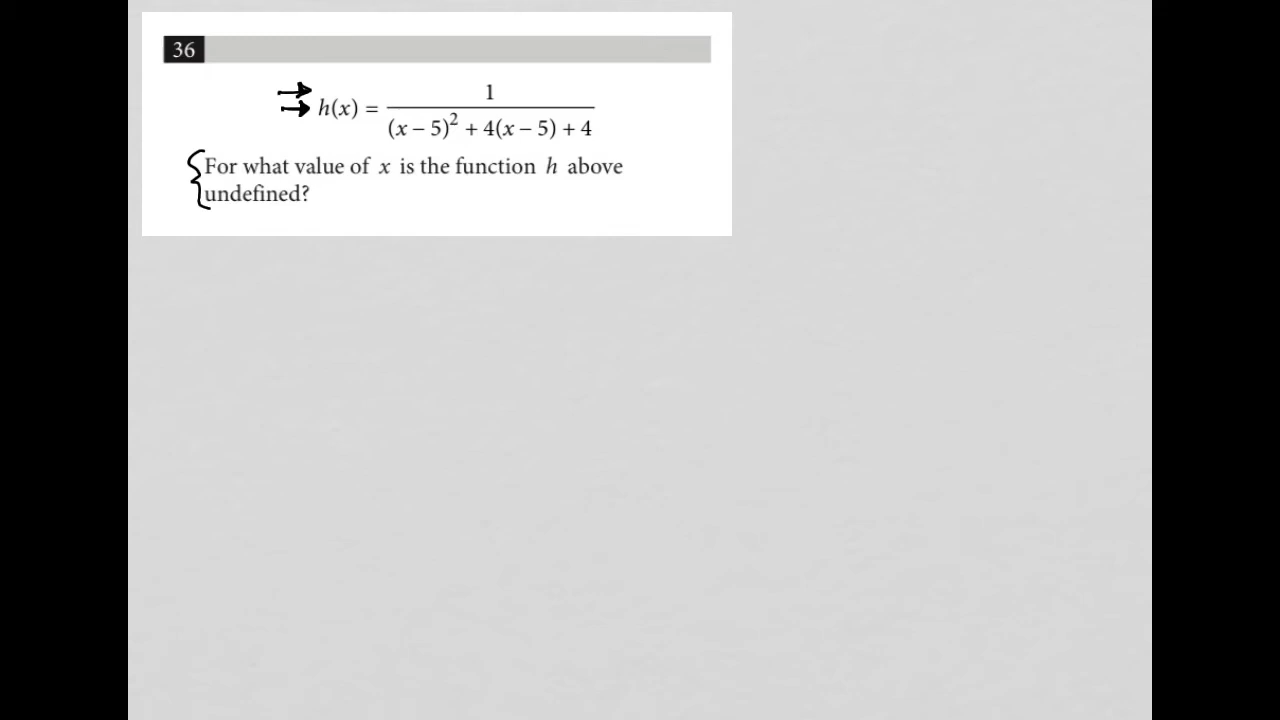 36
h(x) = 1 / (x − 5)² + 4(x − 5) + 4
For what value of x is the function h above
undefined?